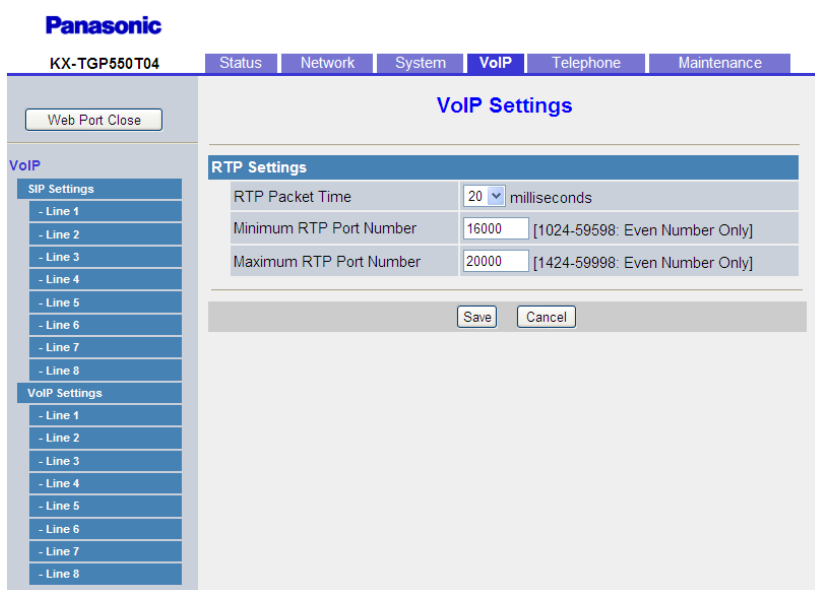 Panasonic
KX-TGP550T04
Status Network System VoIP Telephone Maintenance
Web Port Close
VoIP
SIP Settings
- Line 1
- Line 2
- Line 3
- Line 4
- Line 5
- Line 6
- Line 7
- Line 8
VoIP Settings
- Line 1
- Line 2
- Line 3
- Line 4
- Line 5
- Line 6
- Line 7
- Line 8
VoIP Settings
RTP Settings
RTP Packet Time 20 milliseconds
Minimum RTP Port Number 16000 [1024-59598: Even Number Only]
Maximum RTP Port Number 20000 [1424-59998: Even Number Only]
Save Cancel